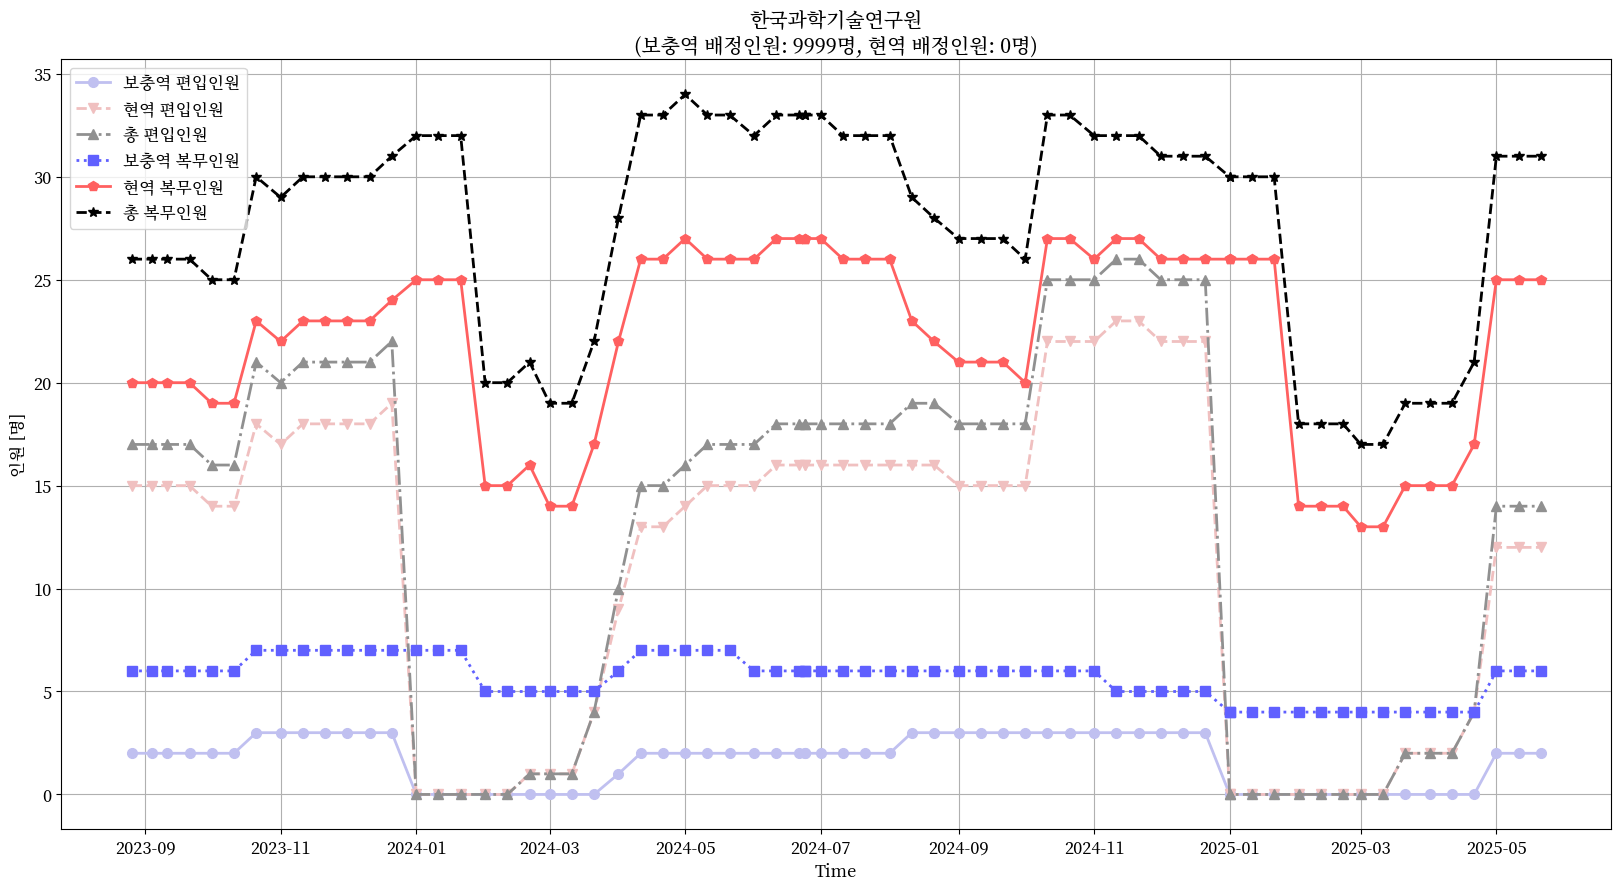 한국과학기술연구원
(보충역 배정인원: 9999명, 현역 배정인원: 0명)
보충역 편입인원
현역 편입인원
총 편입인원
보충역 복무인원
현역 복무인원
총 복무인원
인원 [명]
35
30
25
20
15
10
5
0
2023-09 2023-11 2024-01 2024-03 2024-05 2024-07 2024-09 2024-11 2025-01 2025-03 2025-05
Time